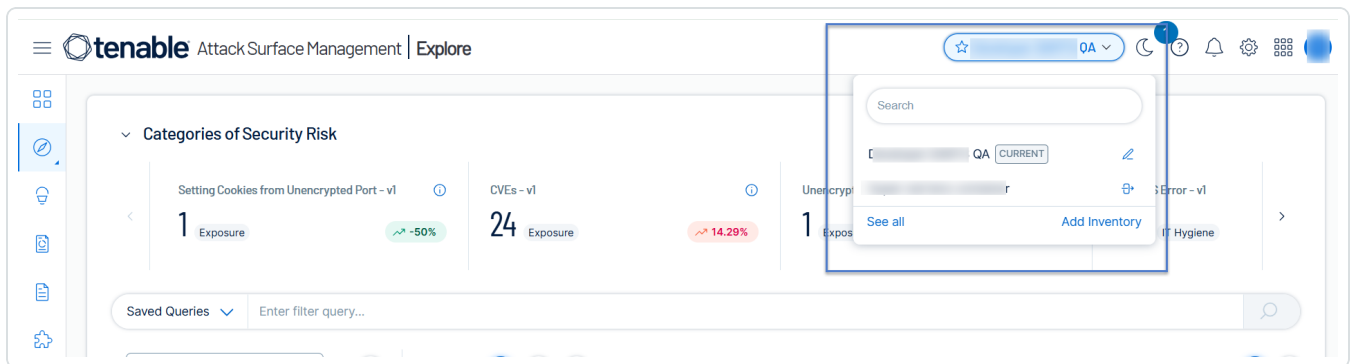 tenable Attack Surface Management | Explore
QA
1
Search
QA CURRENT
r
See all Add Inventory
Categories of Security Risk
Setting Cookies from Unencrypted Port - v1
1 Exposure
-50%
CVEs - v1
24 Exposure
14.29%
1
Error - v1
IT Hygiene
Saved Queries
Enter filter query...